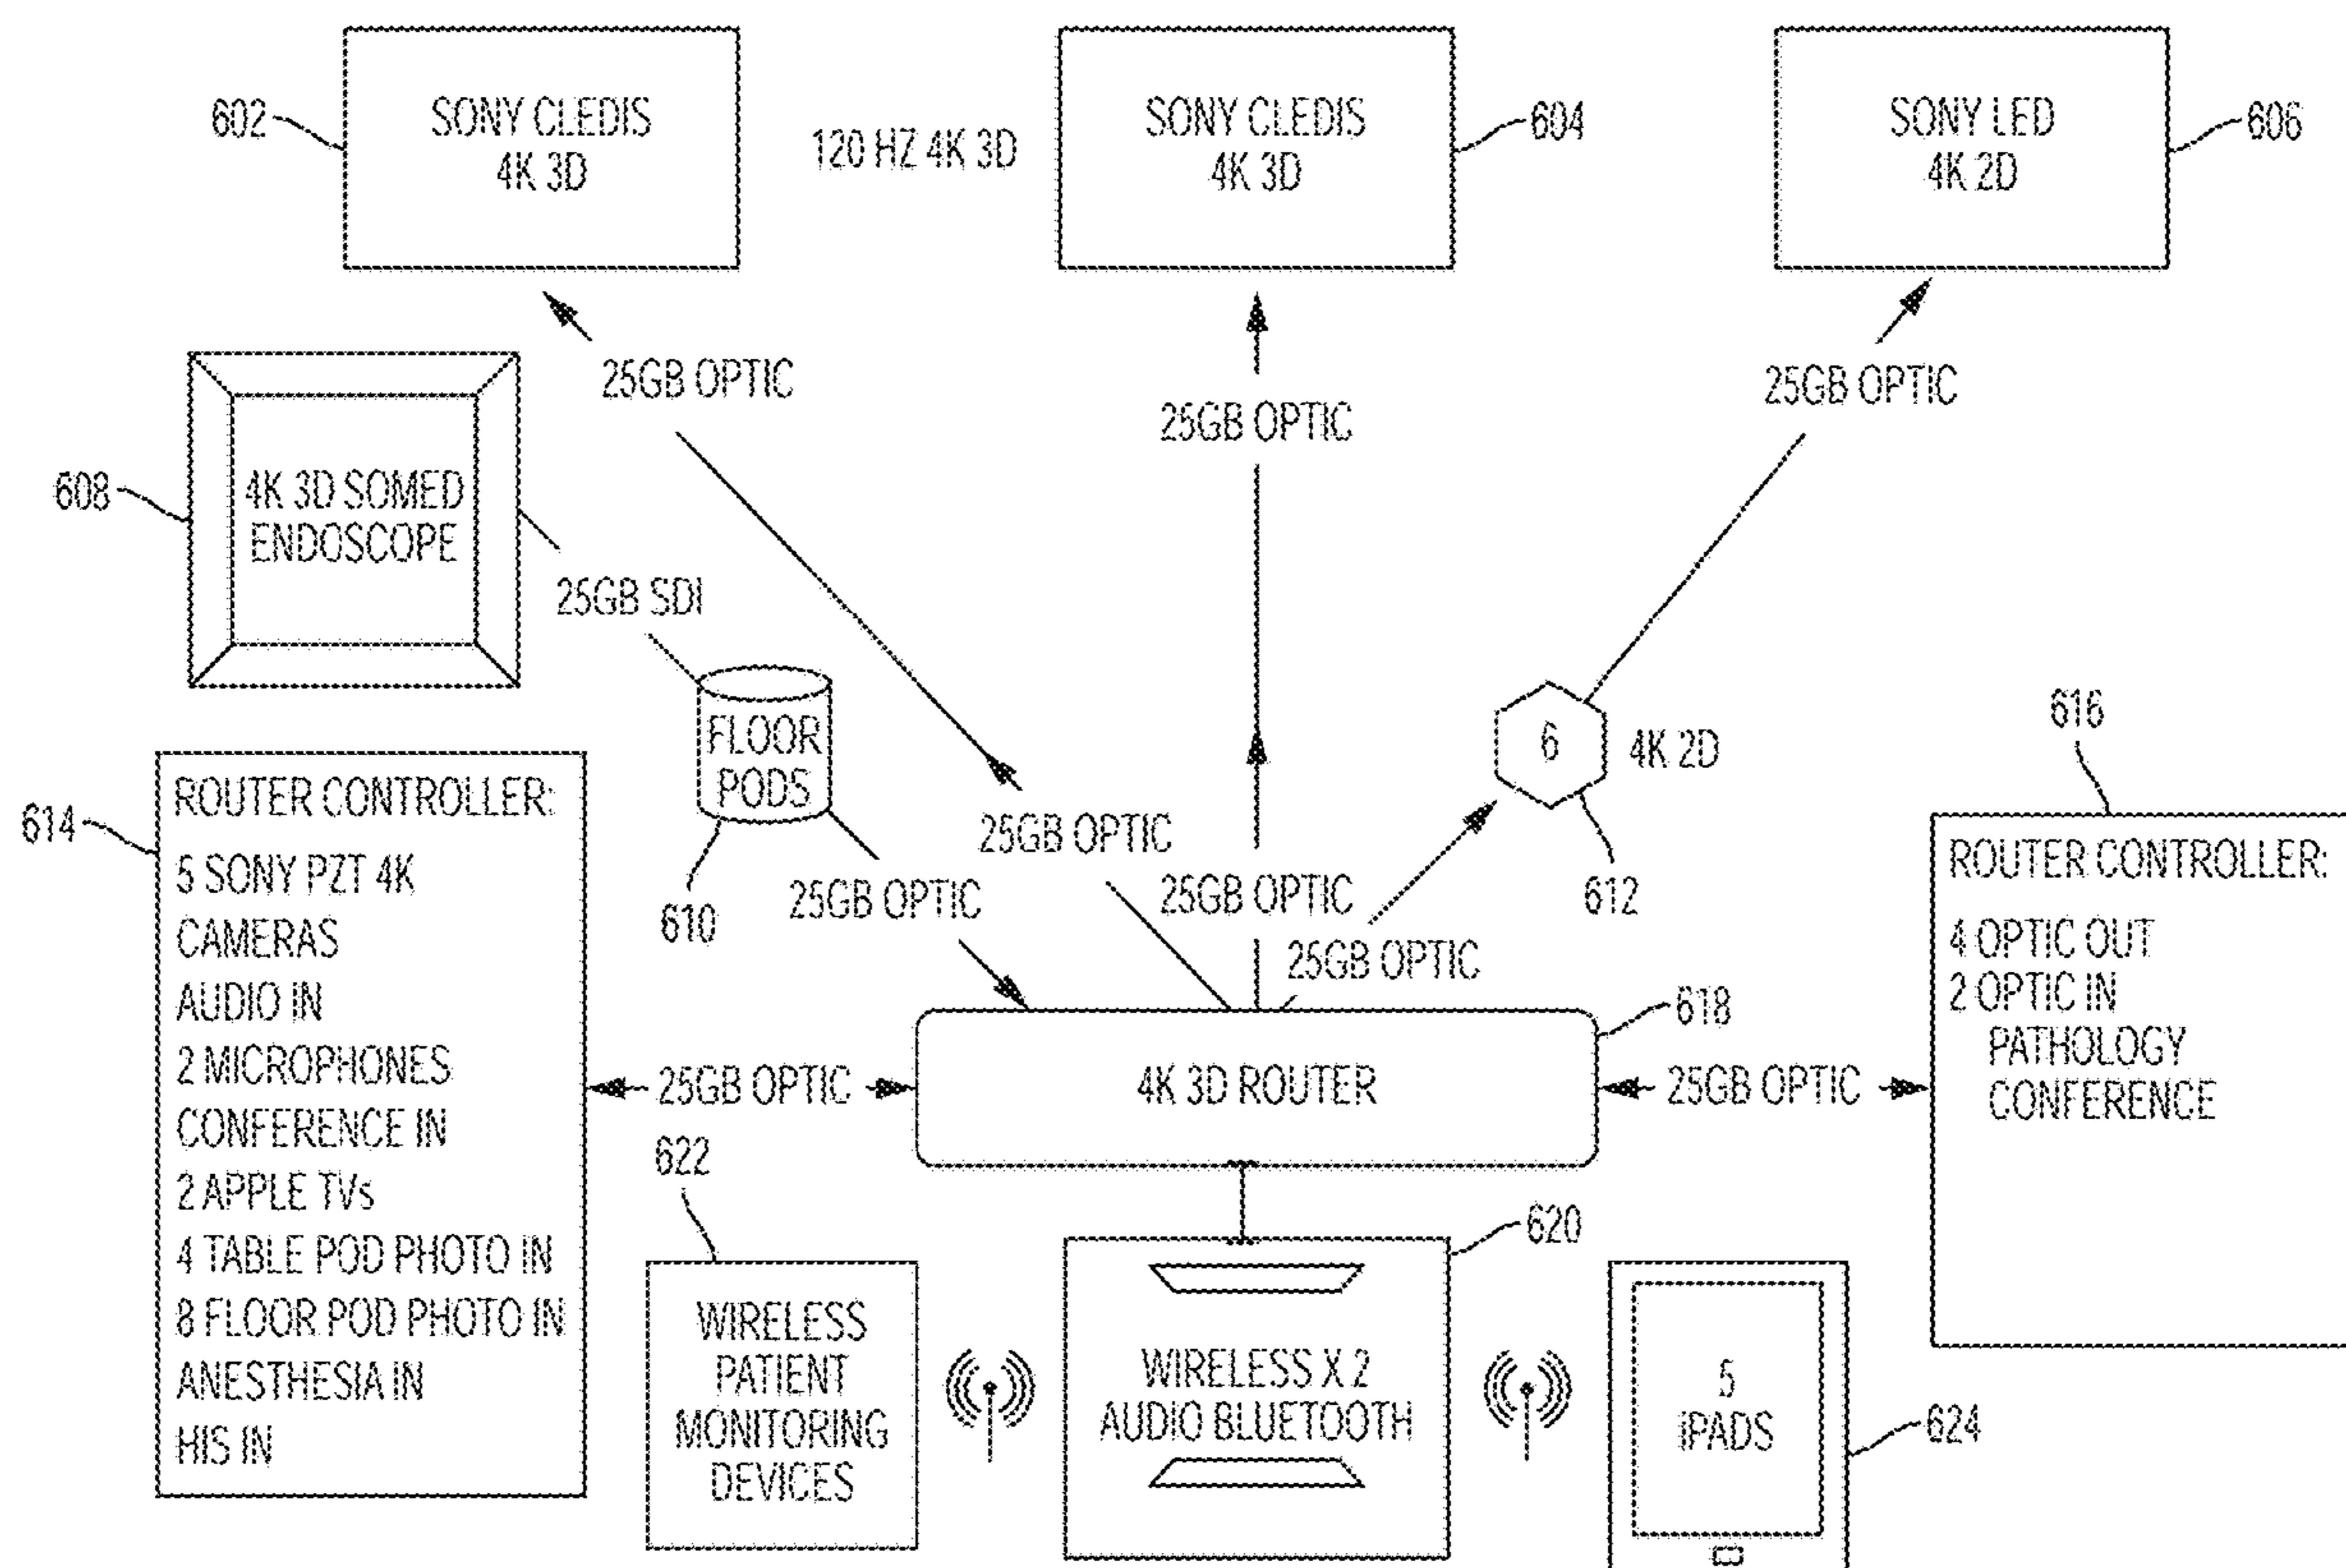 602
SONY CLEDIS
4K 3D
120 HZ 4K 3D
SONY CLEDIS
4K 3D
604
SONY LED
4K 2D
606
25GB OPTIC
25GB OPTIC
25GB OPTIC
608
4K 3D SOMED
ENDOSCOPE
25GB SDI
FLOOR
PODS
610
25GB OPTIC
25GB OPTIC
25GB OPTIC
25GB OPTIC
6
4K 2D
612
614
ROUTER CONTROLLER:
5 SONY PZT 4K
CAMERAS
AUDIO IN
2 MICROPHONES
CONFERENCE IN
2 APPLE TVs
4 TABLE POD PHOTO IN
8 FLOOR POD PHOTO IN
ANESTHESIA IN
HIS IN
25GB OPTIC
4K 3D ROUTER
618
25GB OPTIC
616
ROUTER CONTROLLER:
4 OPTIC OUT
2 OPTIC IN
PATHOLOGY
CONFERENCE
622
WIRELESS
PATIENT
MONITORING
DEVICES
620
WIRELESS X 2
AUDIO BLUETOOTH
5
iPADS
624